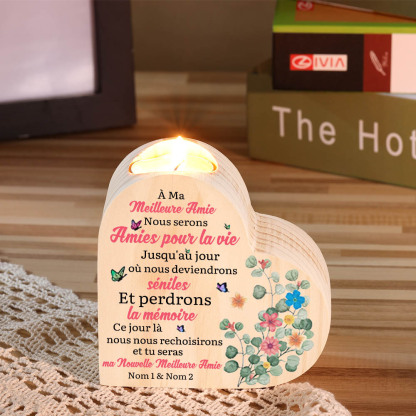 À Ma
Meilleure Amie
Nous serons
Amies pour la vie
Jusqu'au jour
où nous deviendrons
séniles
Et perdrons
la mémoire
Ce jour là
nous nous rechoisirons
et tu seras
ma Nouvelle Meilleure Amie
Nom 1 & Nom 2
IVIA
The Hot